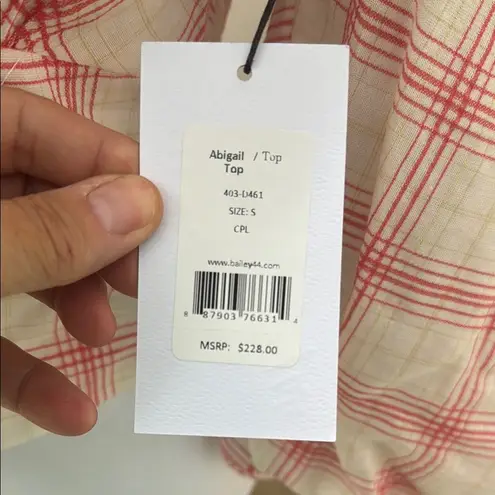 Abigail / Top
Top
403-D461
SIZE: S
CPL
www.bailey44.com
8 87903 76631 4
MSRP: $228.00